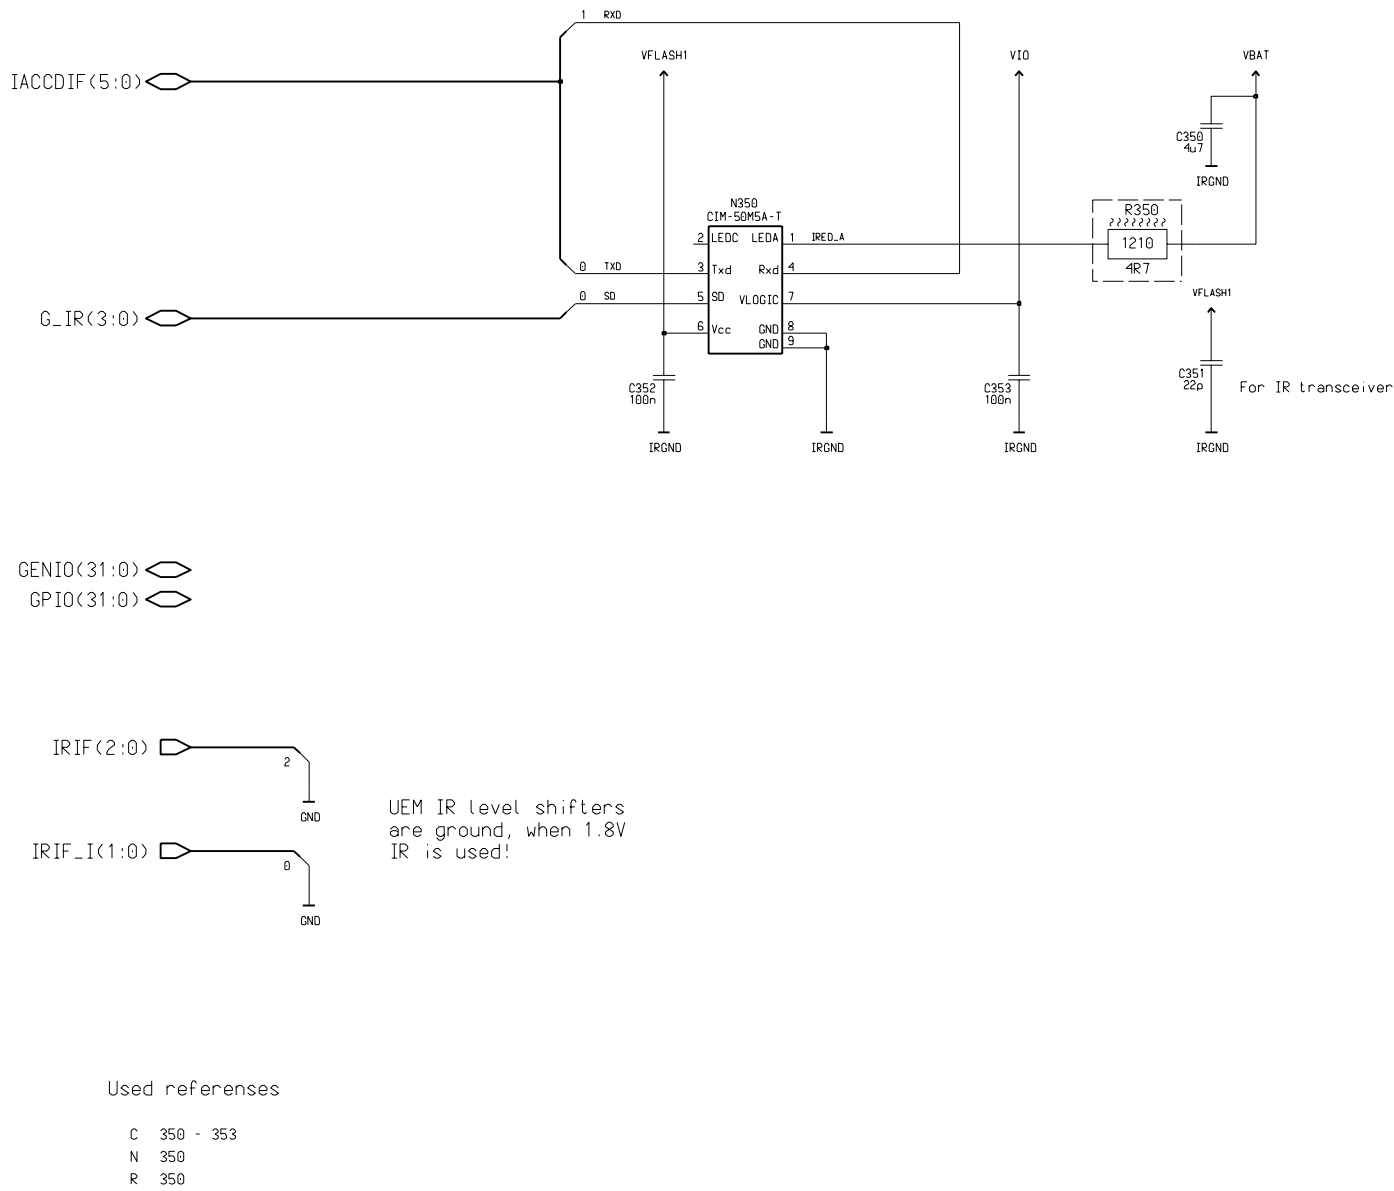 1 RXD
IACCDIF(5:0)
VFLASH1
VIO
VBAT
C350
4u7
IRGND
N350
CIM-50M5A-T
R350
1210
4R7
2 LEDC LEDA 1 IRED_A
0 TXD 3 Txd Rxd 4
0 SD 5 SD VLOGIC 7
G_IR(3:0)
6 Vcc GND 8
GND 9
VFLASH1
C352
100n
C353
100n
C351
22p
For IR transceiver
IRGND
IRGND
IRGND
IRGND
GENIO(31:0)
GPIO(31:0)
IRIF(2:0)
2
GND
IRIF_I(1:0)
0
GND
UEM IR level shifters
are ground, when 1.8V
IR is used!
Used referenses
C 350 - 353
N 350
R 350